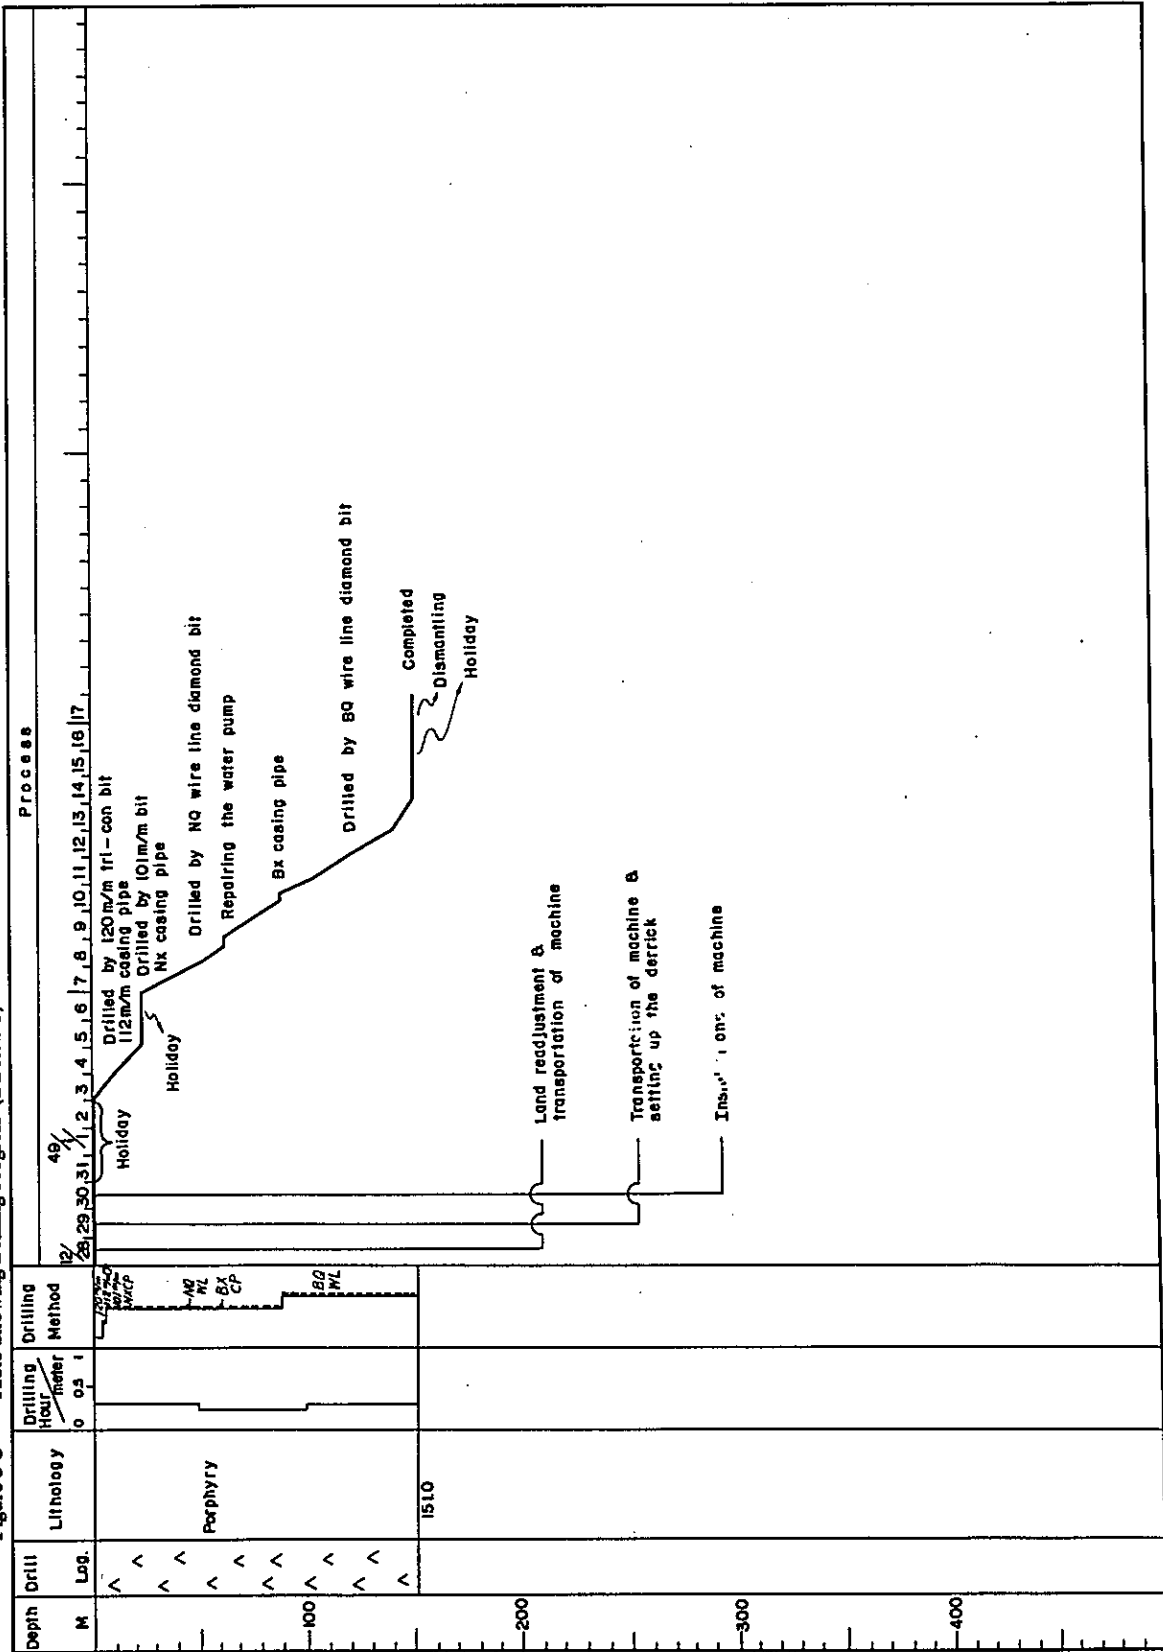 Process
Depth
M
Drill
Log.
Lithology
Drilling
Hour
meter
0 0.5 1
Drilling
Method
12/
49/
28 29 30 31 1 2 3 4 5 6 7 8 9 10 11 12 13 14 15 16 17
Holiday
Drilled by 120m/m tri-con bit
112m/m casing pipe
Drilled by 101m/m bit
Nx casing pipe
Holiday
Drilled by NQ wire line diamond bit
Repairing the water pump
Bx casing pipe
Drilled by BQ wire line diamond bit
Completed
Dismantling
Holiday
Land readjustment &
transportation of machine
Transportation of machine &
setting up the derrick
of machine
NXCP
NQ
WL
BX
CP
BQ
WL
Porphyry
151.0
100
200
300
400